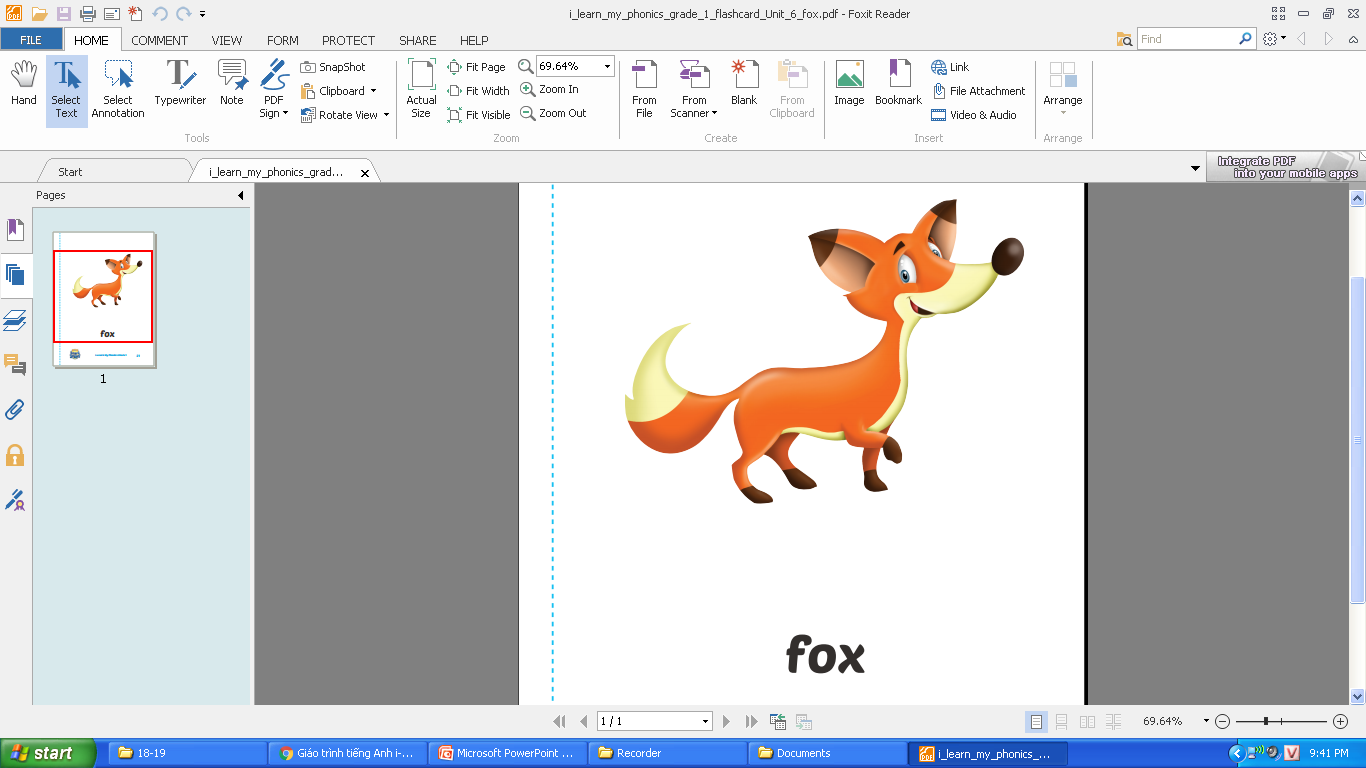 i_learn_my_phonics_grade_1_flashcard_Unit_6_fox.pdf - Foxit Reader
FILE HOME COMMENT VIEW FORM PROTECT SHARE HELP
Find
Hand
Select Text
Select Annotation
Typewriter
Note
PDF Sign
SnapShot
Clipboard
Rotate View
Tools
Actual Size
Fit Page
Fit Width
Fit Visible
69.64%
Zoom In
Zoom Out
Zoom
From File
From Scanner
Blank
From Clipboard
Create
Image
Bookmark
Link
File Attachment
Video & Audio
Insert
Arrange
Arrange
Start
i_learn_my_phonics_grad...
Integrate PDF
into your mobile apps
Pages
fox
1
fox
1 / 1
69.64%
start
18-19
Giáo trình tiếng Anh i-...
Microsoft PowerPoint ...
Recorder
Documents
i_learn_my_phonics_...
V
9:41 PM